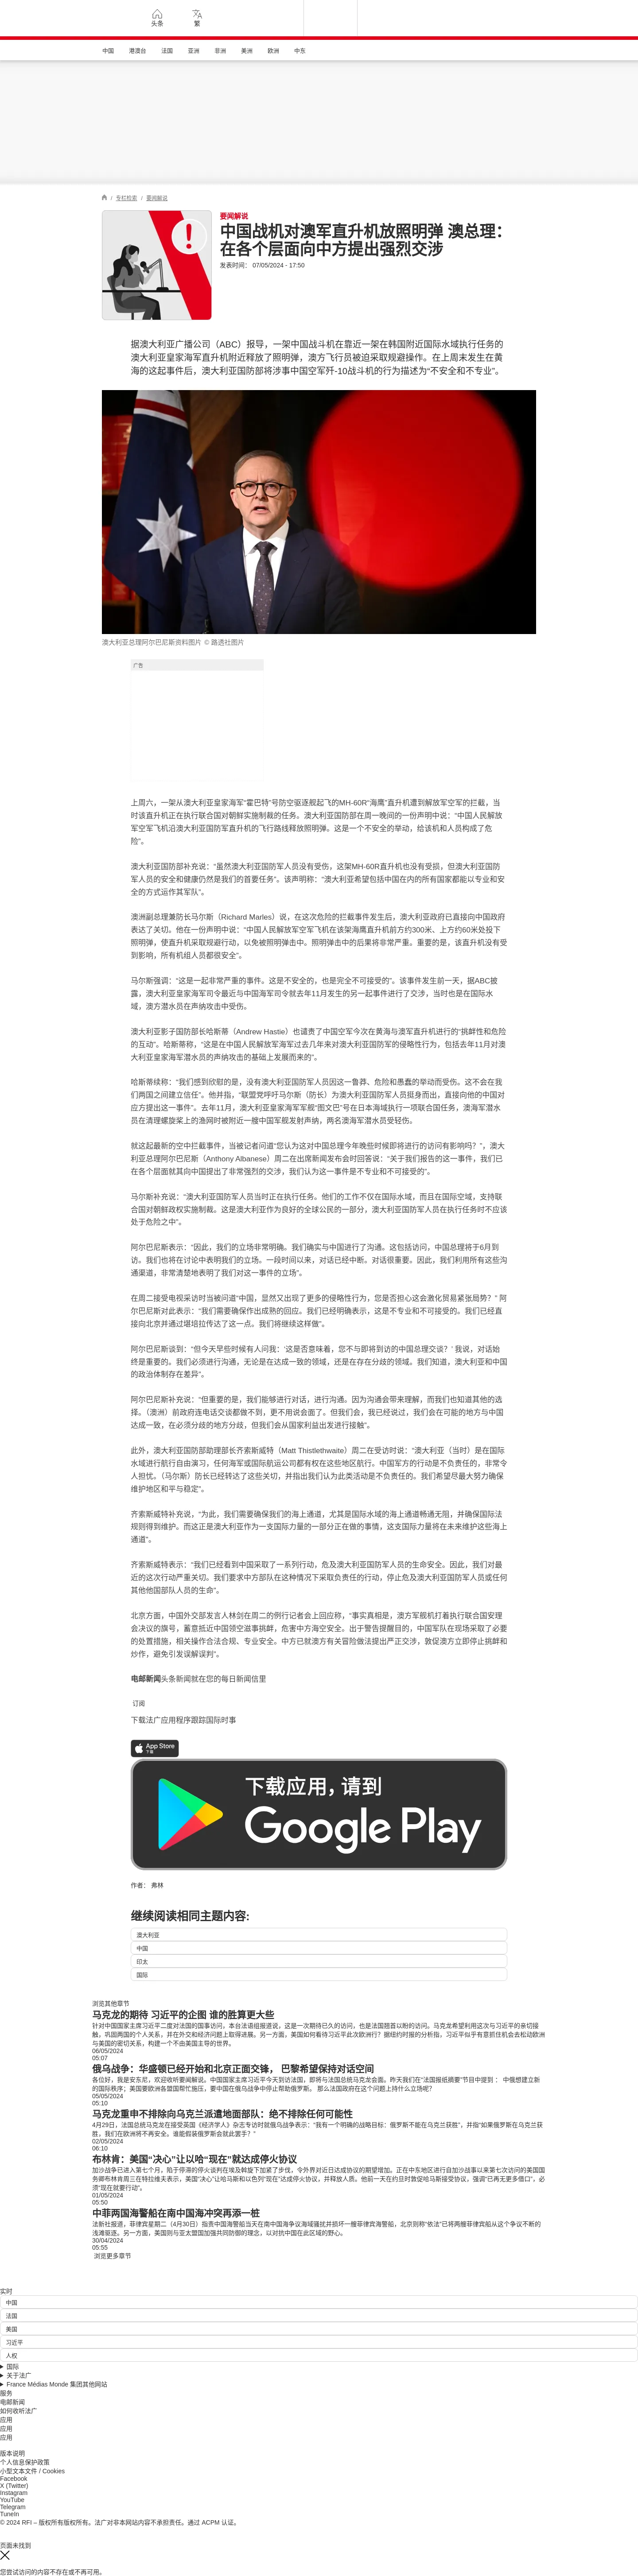 头条
繁
中国
港澳台
法国
亚洲
非洲
美洲
欧洲
中东
/ 专栏检索 / 要闻解说
要闻解说
中国战机对澳军直升机放照明弹 澳总理：
在各个层面向中方提出强烈交涉
发表时间： 07/05/2024 - 17:50
据澳大利亚广播公司（ABC）报导，一架中国战斗机在靠近一架在韩国附近国际水域执行任务的
澳大利亚皇家海军直升机附近释放了照明弹，澳方飞行员被迫采取规避操作。在上周末发生在黄
海的这起事件后，澳大利亚国防部将涉事中国空军歼-10战斗机的行为描述为“不安全和不专业”。
澳大利亚总理阿尔巴尼斯资料图片 © 路透社图片
广告
上周六，一架从澳大利亚皇家海军“霍巴特”号防空驱逐舰起飞的MH-60R“海鹰”直升机遭到解放军空军的拦截，当
时该直升机正在执行联合国对朝鲜实施制裁的任务。澳大利亚国防部在周一晚间的一份声明中说：“中国人民解放
军空军飞机沿澳大利亚国防军直升机的飞行路线释放照明弹。这是一个不安全的举动，给该机和人员构成了危
险”。
澳大利亚国防部补充说：“虽然澳大利亚国防军人员没有受伤，这架MH-60R直升机也没有受损，但澳大利亚国防
军人员的安全和健康仍然是我们的首要任务”。该声明称：“澳大利亚希望包括中国在内的所有国家都能以专业和安
全的方式运作其军队”。
澳洲副总理兼防长马尔斯（Richard Marles）说，在这次危险的拦截事件发生后，澳大利亚政府已直接向中国政府
表达了关切。他在一份声明中说：“中国人民解放军空军飞机在该架海鹰直升机前方约300米、上方约60米处投下
照明弹，使直升机采取规避行动，以免被照明弹击中。照明弹击中的后果将非常严重。重要的是，该直升机没有受
到影响，所有机组人员都很安全”。
马尔斯强调：“这是一起非常严重的事件。这是不安全的，也是完全不可接受的”。该事件发生前一天，据ABC披
露，澳大利亚皇家海军司令最近与中国海军司令就去年11月发生的另一起事件进行了交涉，当时也是在国际水
域，澳方潜水员在声纳攻击中受伤。
澳大利亚影子国防部长哈斯蒂（Andrew Hastie）也谴责了中国空军今次在黄海与澳军直升机进行的“挑衅性和危险
的互动”。哈斯蒂称，“这是在中国人民解放军海军过去几年来对澳大利亚国防军的侵略性行为，包括去年11月对澳
大利亚皇家海军潜水员的声纳攻击的基础上发展而来的”。
哈斯蒂续称：“我们感到欣慰的是，没有澳大利亚国防军人员因这一鲁莽、危险和愚蠢的举动而受伤。这不会在我
们两国之间建立信任”。他并指，“联盟党呼吁马尔斯（防长）为澳大利亚国防军人员挺身而出，直接向他的中国对
应方提出这一事件”。去年11月，澳大利亚皇家海军军舰“图文巴”号在日本海域执行一项联合国任务，澳海军潜水
员在清理螺旋桨上的渔网时被附近一艘中国军舰发射声纳，两名澳海军潜水员受轻伤。
就这起最新的空中拦截事件，当被记者问道“您认为这对中国总理今年晚些时候即将进行的访问有影响吗？”，澳大
利亚总理阿尔巴尼斯（Anthony Albanese）周二在出席新闻发布会时回答说：“关于我们报告的这一事件，我们已
在各个层面就其向中国提出了非常强烈的交涉，我们认为这一事件是不专业和不可接受的”。
马尔斯补充说：“澳大利亚国防军人员当时正在执行任务。他们的工作不仅在国际水域，而且在国际空域，支持联
合国对朝鲜政权实施制裁。这是澳大利亚作为良好的全球公民的一部分，澳大利亚国防军人员在执行任务时不应该
处于危险之中”。
阿尔巴尼斯表示：“因此，我们的立场非常明确。我们确实与中国进行了沟通。这包括访问，中国总理将于6月到
访。我们也将在讨论中表明我们的立场。一段时间以来，对话已经中断。对话很重要。因此，我们利用所有这些沟
通渠道，非常清楚地表明了我们对这一事件的立场”。
在周二接受电视采访时当被问道“中国，显然又出现了更多的侵略性行为，您是否担心这会激化贸易紧张局势？” 阿
尔巴尼斯对此表示：“我们需要确保作出成熟的回应。我们已经明确表示，这是不专业和不可接受的。我们已经直
接向北京并通过堪培拉传达了这一点。我们将继续这样做”。
阿尔巴尼斯谈到：“但今天早些时候有人问我：‘这是否意味着，您不与即将到访的中国总理交谈？’ 我说，对话始
终是重要的。我们必须进行沟通，无论是在达成一致的领域，还是在存在分歧的领域。我们知道，澳大利亚和中国
的政治体制存在差异”。
阿尔巴尼斯补充说：“但重要的是，我们能够进行对话，进行沟通。因为沟通会带来理解，而我们也知道其他的选
择。（澳洲）前政府连电话交谈都做不到，更不用说会面了。但我们会，我已经说过，我们会在可能的地方与中国
达成一致，在必须分歧的地方分歧，但我们会从国家利益出发进行接触”。
此外，澳大利亚国防部助理部长齐索斯威特（Matt Thistlethwaite）周二在受访时说：“澳大利亚（当时）是在国际
水域进行航行自由演习，任何海军或国际航运公司都有权在这些地区航行。中国军方的行动是不负责任的，非常令
人担忧。（马尔斯）防长已经转达了这些关切，并指出我们认为此类活动是不负责任的。我们希望尽最大努力确保
维护地区和平与稳定”。
齐索斯威特补充说，“为此，我们需要确保我们的海上通道，尤其是国际水域的海上通道畅通无阻，并确保国际法
规则得到维护。而这正是澳大利亚作为一支国际力量的一部分正在做的事情，这支国际力量将在未来维护这些海上
通道”。
齐索斯威特表示：“我们已经看到中国采取了一系列行动，危及澳大利亚国防军人员的生命安全。因此，我们对最
近的这次行动严重关切。我们要求中方部队在这种情况下采取负责任的行动，停止危及澳大利亚国防军人员或任何
其他他国部队人员的生命”。
北京方面，中国外交部发言人林剑在周二的例行记者会上回应称，“事实真相是，澳方军舰机打着执行联合国安理
会决议的旗号，蓄意抵近中国领空滋事挑衅，危害中方海空安全。出于警告提醒目的，中国军队在现场采取了必要
的处置措施，相关操作合法合规、专业安全。中方已就澳方有关冒险做法提出严正交涉，敦促澳方立即停止挑衅和
炒作，避免引发误解误判”。
电邮新闻头条新闻就在您的每日新闻信里
订阅
下载法广应用程序跟踪国际时事
App Store
下载
下载应用，请到
Google Play
作者： 弗林
继续阅读相同主题内容:
澳大利亚
中国
印太
国际
浏览其他章节
马克龙的期待 习近平的企图 谁的胜算更大些
针对中国国家主席习近平二度对法国的国事访问，本台法语组报道说，这是一次期待已久的访问，也是法国翘首以盼的访问。马克龙希望利用这次与习近平的亲切接
触，巩固两国的个人关系，并在外交和经济问题上取得进展。另一方面，美国如何看待习近平此次欧洲行？据纽约时报的分析指，习近平似乎有意抓住机会去松动欧洲
与美国的密切关系，构建一个不由美国主导的世界。
06/05/2024
05:07
俄乌战争：华盛顿已经开始和北京正面交锋， 巴黎希望保持对话空间
各位好，我是安东尼，欢迎收听要闻解说。中国国家主席习近平今天到访法国，即将与法国总统马克龙会面。昨天我们在“法国报纸摘要”节目中提到 ： 中俄想建立新
的国际秩序；美国要欧洲各盟国帮忙施压，要中国在俄乌战争中停止帮助俄罗斯。 那么法国政府在这个问题上持什么立场呢？
05/05/2024
05:10
马克龙重申不排除向乌克兰派遣地面部队：绝不排除任何可能性
4月29日，法国总统马克龙在接受英国《经济学人》杂志专访时就俄乌战争表示：“我有一个明确的战略目标：俄罗斯不能在乌克兰获胜”，并指“如果俄罗斯在乌克兰获
胜，我们在欧洲将不再安全。谁能假装俄罗斯会就此罢手？”
02/05/2024
06:10
布林肯：美国“决心”让以哈“现在”就达成停火协议
加沙战争已进入第七个月，陷于停滞的停火谈判在埃及斡旋下加紧了步伐，令外界对近日达成协议的期望增加。正在中东地区进行自加沙战事以来第七次访问的美国国
务卿布林肯周三在特拉维夫表示，美国“决心”让哈马斯和以色列“现在”达成停火协议，并释放人质。他前一天在约旦时敦促哈马斯接受协议，强调“已再无更多借口”，必
须“现在就要行动”。
01/05/2024
05:50
中菲两国海警船在南中国海冲突再添一桩
法新社报道，菲律宾星期二（4月30日）指责中国海警船当天在南中国海争议海域骚扰并损坏一艘菲律宾海警船，北京则称“依法”已将两艘菲律宾船从这个争议不断的
浅滩驱逐。另一方面，美国则与亚太盟国加强共同防御的理念，以对抗中国在此区域的野心。
30/04/2024
05:55
浏览更多章节
实时
中国
法国
美国
习近平
人权
国际
关于法广
France Médias Monde 集团其他网站
服务
电邮新闻
如何收听法广
应用
应用
应用
版本说明
个人信息保护政策
小型文本文件 / Cookies
Facebook
X (Twitter)
Instagram
YouTube
Telegram
TuneIn
© 2024 RFI – 版权所有版权所有。法广对非本网站内容不承担责任。通过 ACPM 认证。
页面未找到
您尝试访问的内容不存在或不再可用。